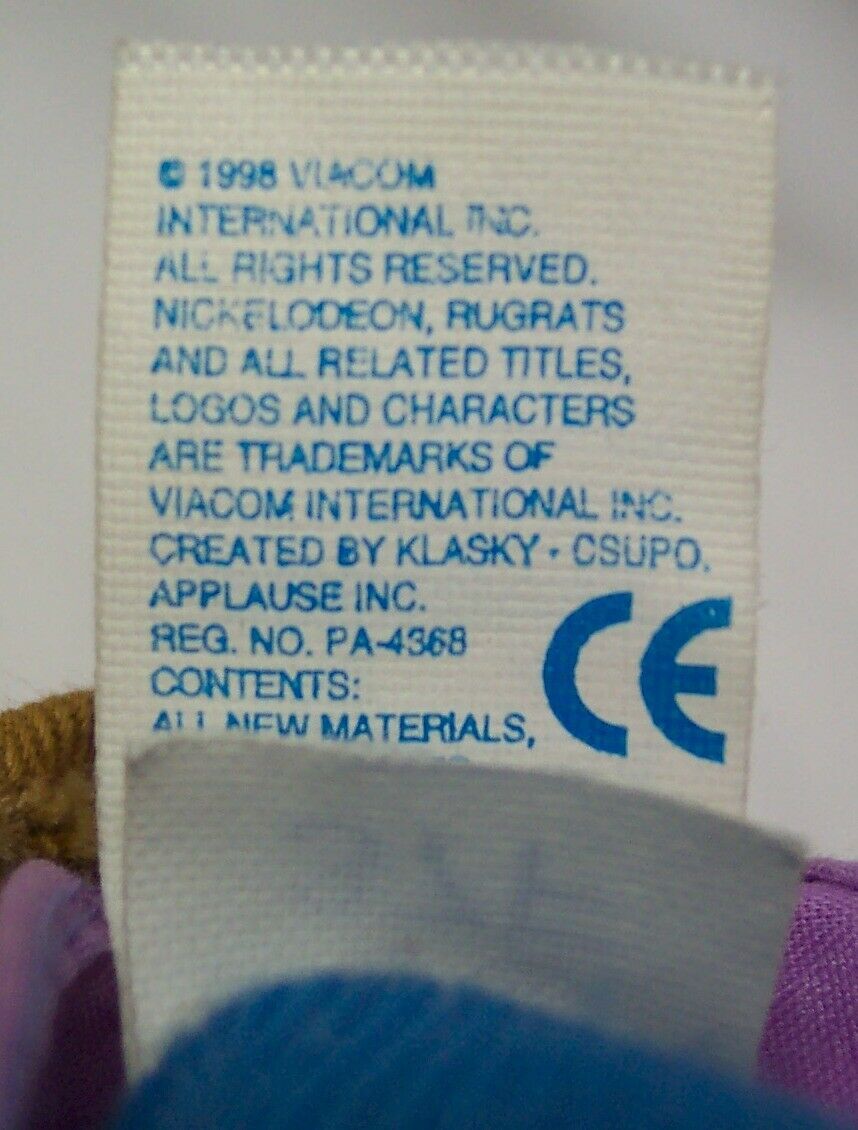 © 1998 VIACOM
INTERNATIONAL INC.
ALL RIGHTS RESERVED.
NICKELODEON, RUGRATS
AND ALL RELATED TITLES,
LOGOS AND CHARACTERS
ARE TRADEMARKS OF
VIACOM INTERNATIONAL INC.
CREATED BY KLASKY • CSUPO.
APPLAUSE INC.
REG. NO. PA-4368
CONTENTS:
ALL NEW MATERIALS,
CE